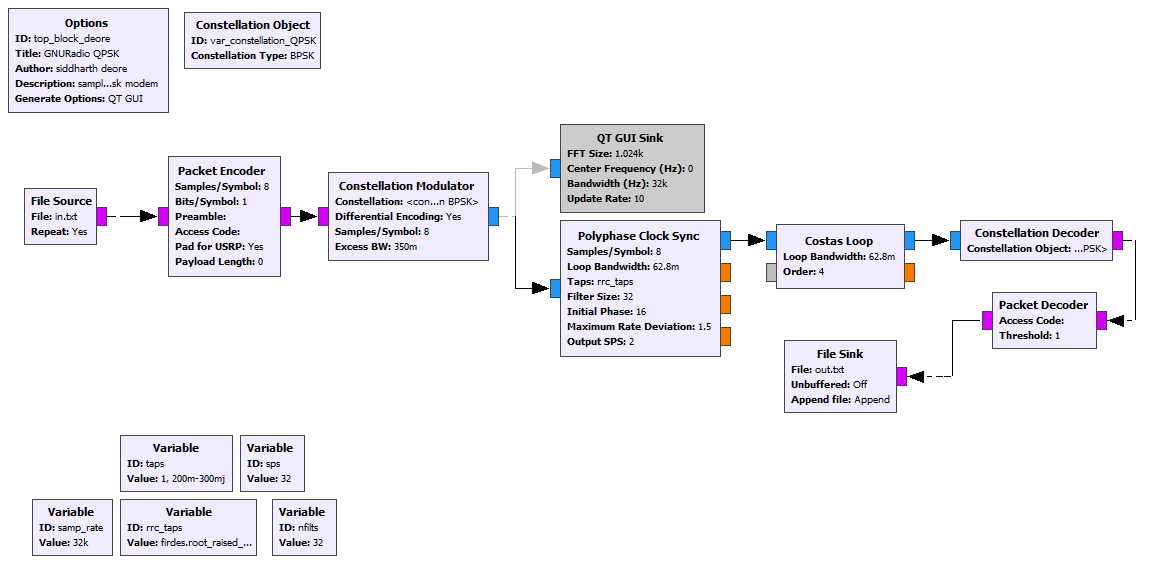 Options
ID: top_block_deore
Title: GNURadio QPSK
Author: siddharth deore
Description: sampl...sk modem
Generate Options: QT GUI
Constellation Object
ID: var_constellation_QPSK
Constellation Type: BPSK
File Source
File: in.txt
Repeat: Yes
Packet Encoder
Samples/Symbol: 8
Bits/Symbol: 1
Preamble:
Access Code:
Pad for USRP: Yes
Payload Length: 0
Constellation Modulator
Constellation: <con...n BPSK>
Differential Encoding: Yes
Samples/Symbol: 8
Excess BW: 350m
QT GUI Sink
FFT Size: 1.024k
Center Frequency (Hz): 0
Bandwidth (Hz): 32k
Update Rate: 10
Polyphase Clock Sync
Samples/Symbol: 8
Loop Bandwidth: 62.8m
Taps: rrc_taps
Filter Size: 32
Initial Phase: 16
Maximum Rate Deviation: 1.5
Output SPS: 2
Costas Loop
Loop Bandwidth: 62.8m
Order: 4
Constellation Decoder
Constellation Object: ...PSK>
Packet Decoder
Access Code:
Threshold: 1
File Sink
File: out.txt
Unbuffered: Off
Append file: Append
Variable
ID: taps
Value: 1, 200m-300mj
Variable
ID: sps
Value: 32
Variable
ID: samp_rate
Value: 32k
Variable
ID: rrc_taps
Value: firdes.root_raised_...
Variable
ID: nfilts
Value: 32